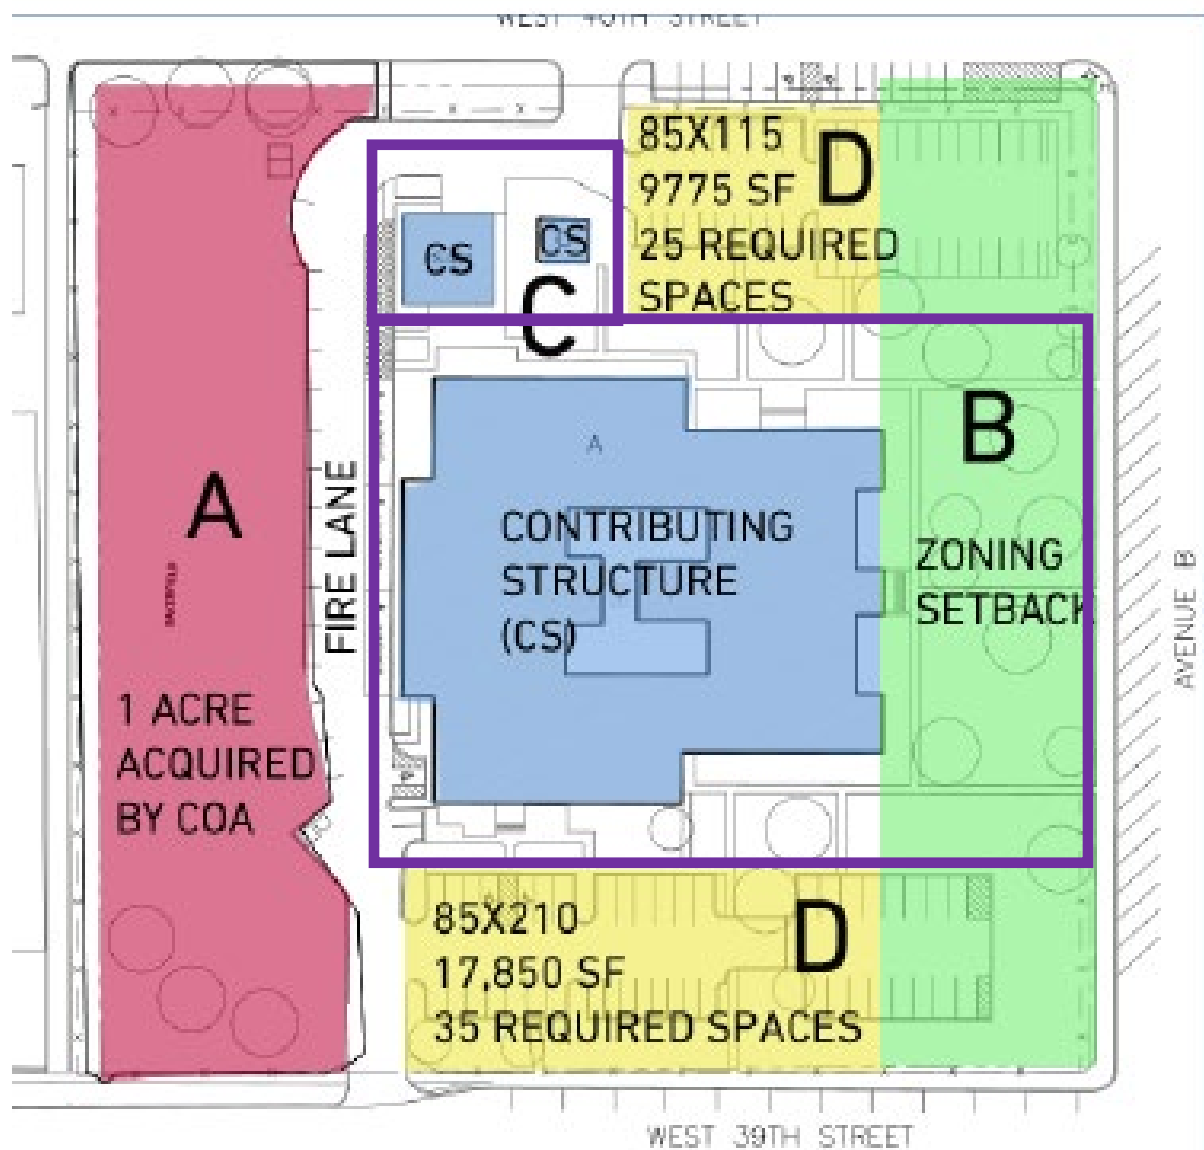 WEST 40TH STREET
85X115
D
9775 SF
25 REQUIRED
SPACES
CS
CS
C
B
A
A
CONTRIBUTING
STRUCTURE
(CS)
ZONING
SETBACK
FIRE LANE
AVENUE B
1 ACRE
ACQUIRED
BY COA
85X210
D
17,850 SF
35 REQUIRED SPACES
WEST 39TH STREET